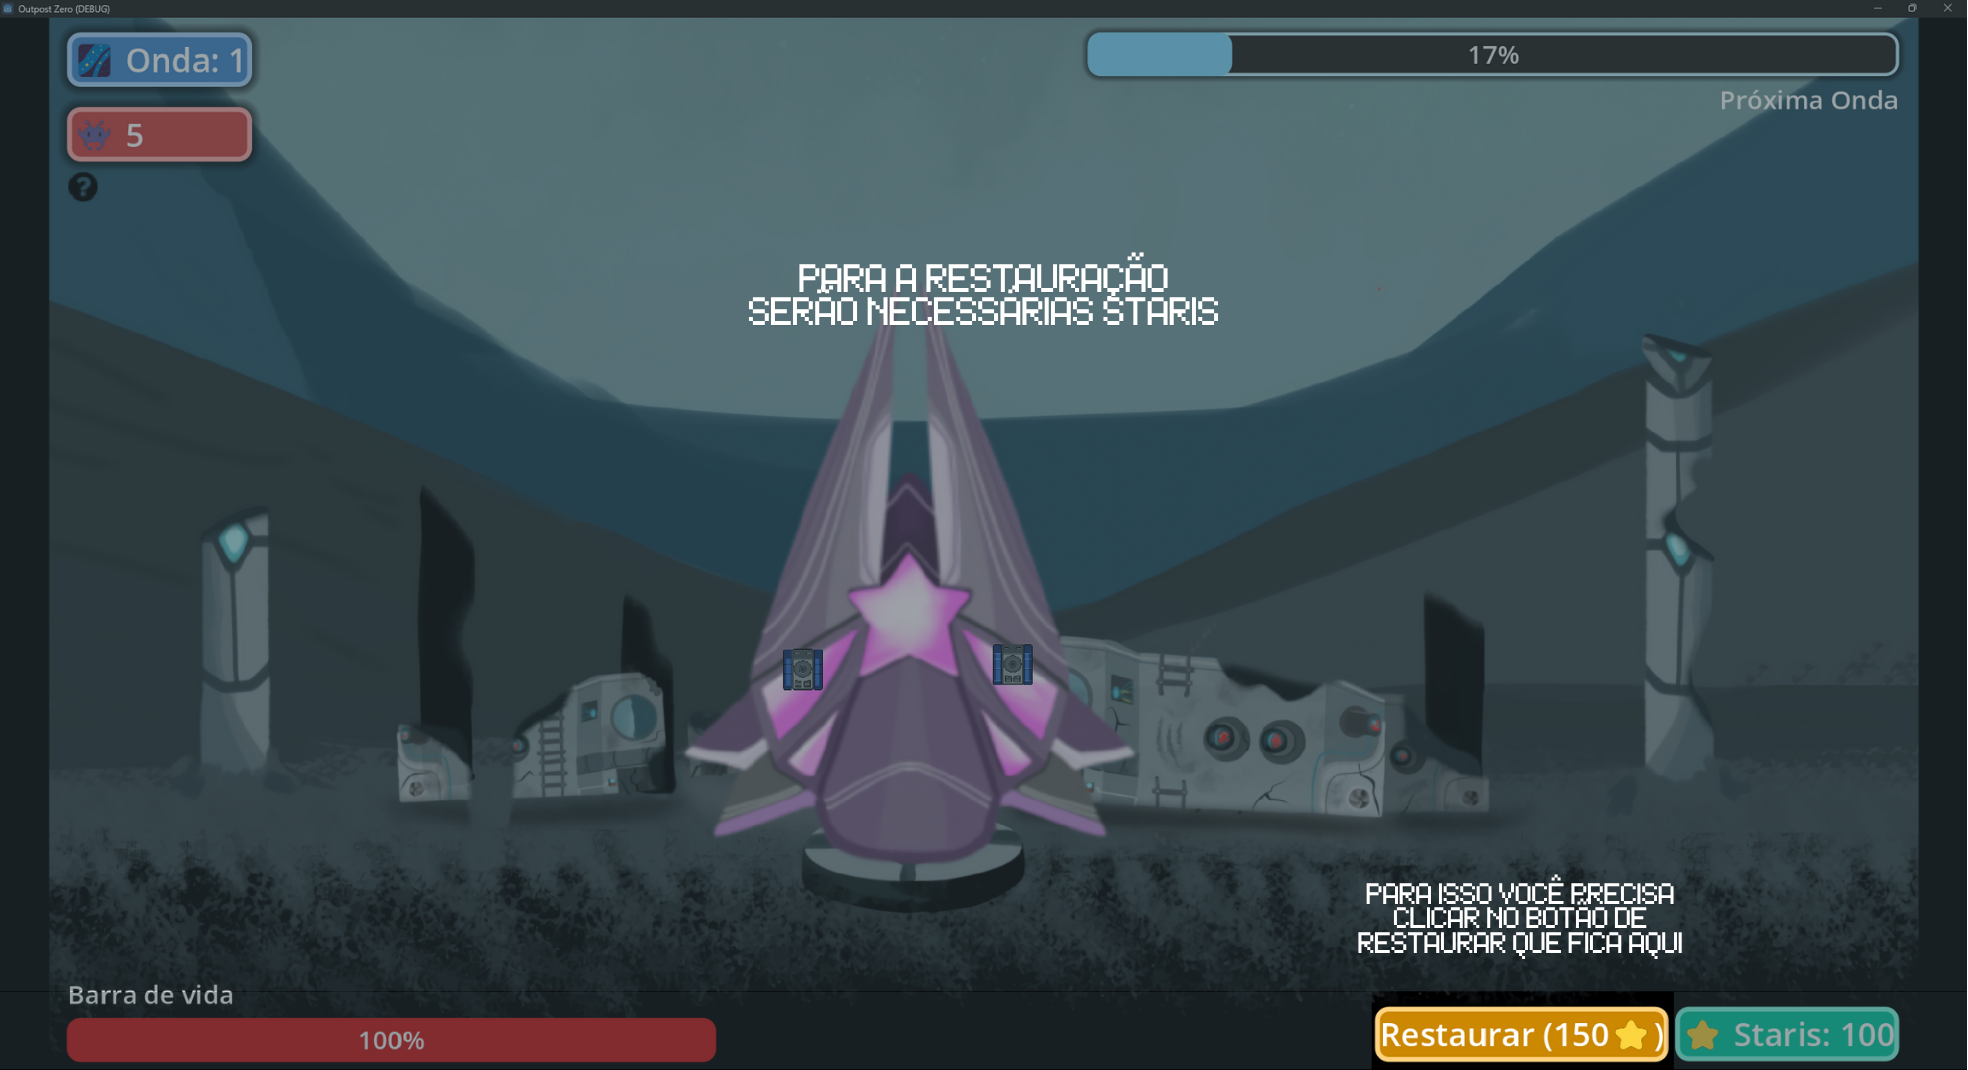 Outpost Zero (DEBUG)
Onda: 1
17%
Próxima Onda
5
?
PARA A RESTAURAÇÃO
SERÃO NECESSÁRIAS STARIS
PARA ISSO VOCÊ PRECISA
CLICAR NO BOTÃO DE
RESTAURAR QUE FICA AQUI
Barra de vida
100%
Restaurar (150⭐)
Staris: 100